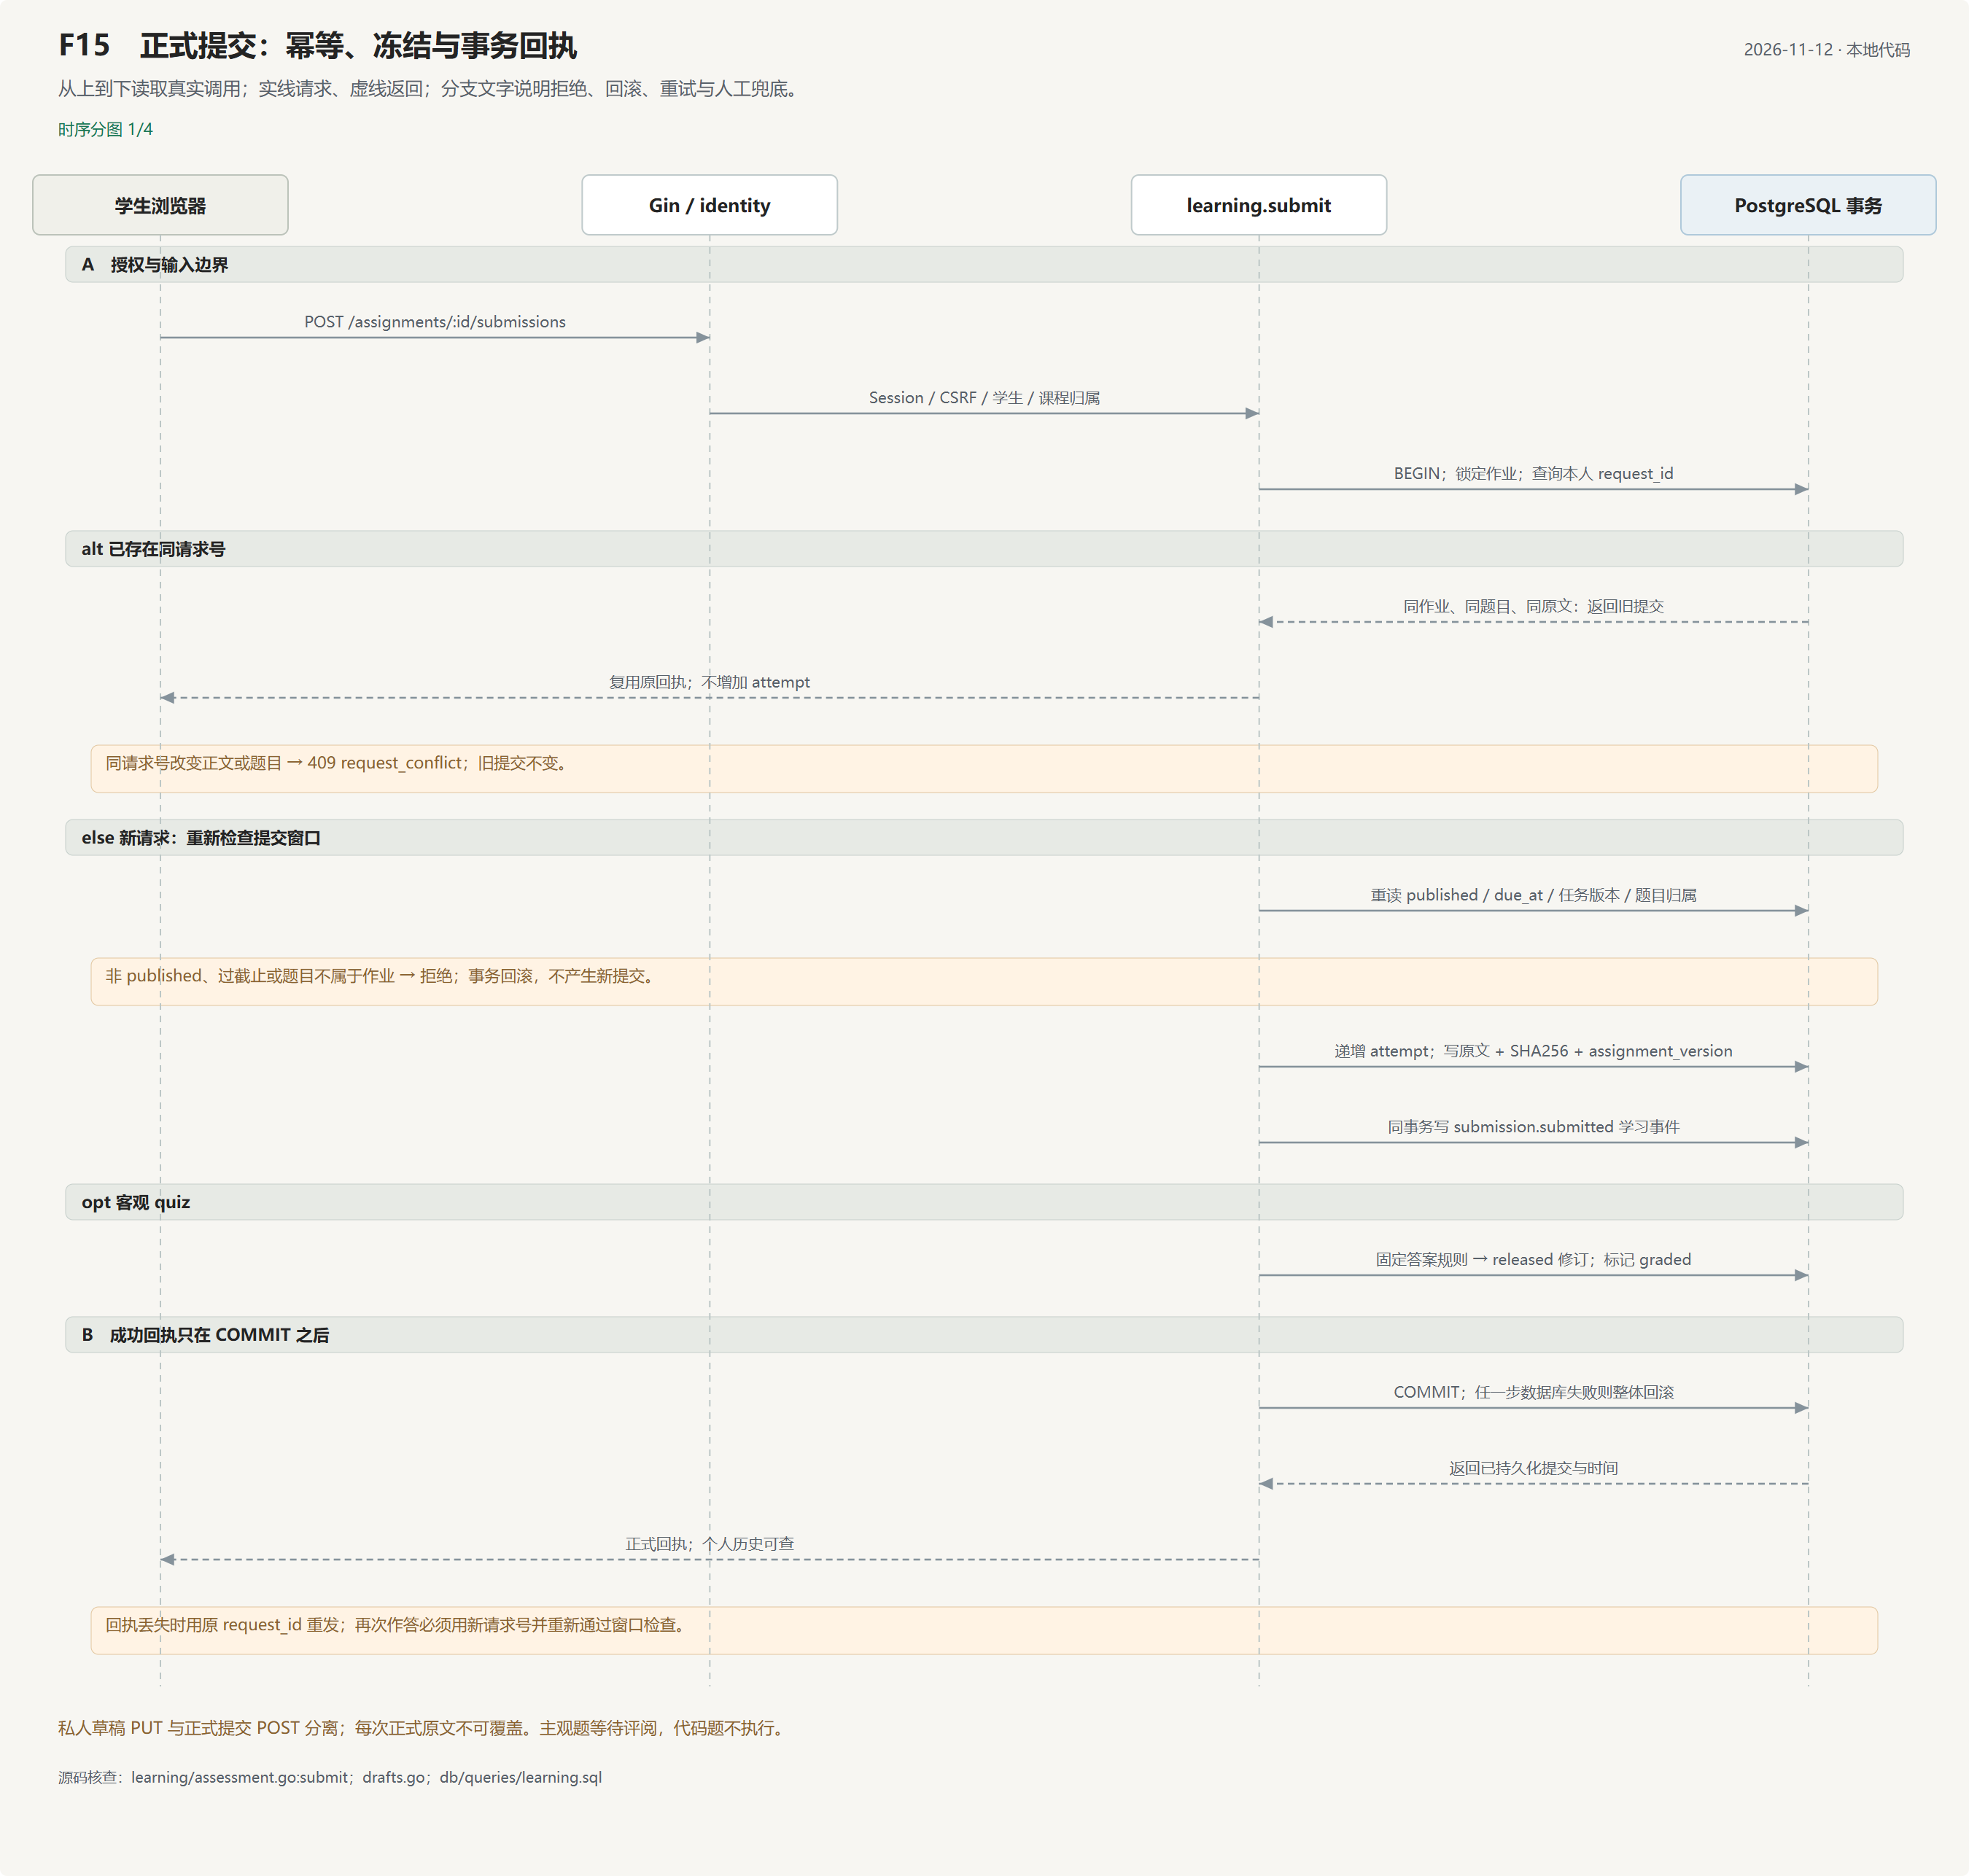 F15 正式提交：幂等、冻结与事务回执
2026-11-12 · 本地代码
从上到下读取真实调用；实线请求、虚线返回；分支文字说明拒绝、回滚、重试与人工兜底。
时序分图 1/4
学生浏览器
Gin / identity
learning.submit
PostgreSQL 事务
A 授权与输入边界
POST /assignments/:id/submissions
Session / CSRF / 学生 / 课程归属
BEGIN；锁定作业；查询本人 request_id
alt 已存在同请求号
同作业、同题目、同原文：返回旧提交
复用原回执；不增加 attempt
同请求号改变正文或题目 → 409 request_conflict；旧提交不变。
else 新请求：重新检查提交窗口
重读 published / due_at / 任务版本 / 题目归属
非 published、过截止或题目不属于作业 → 拒绝；事务回滚，不产生新提交。
递增 attempt；写原文 + SHA256 + assignment_version
同事务写 submission.submitted 学习事件
opt 客观 quiz
固定答案规则 → released 修订；标记 graded
B 成功回执只在 COMMIT 之后
COMMIT；任一步数据库失败则整体回滚
返回已持久化提交与时间
正式回执；个人历史可查
回执丢失时用原 request_id 重发；再次作答必须用新请求号并重新通过窗口检查。
私人草稿 PUT 与正式提交 POST 分离；每次正式原文不可覆盖。主观题等待评阅，代码题不执行。
源码核查：learning/assessment.go:submit；drafts.go；db/queries/learning.sql